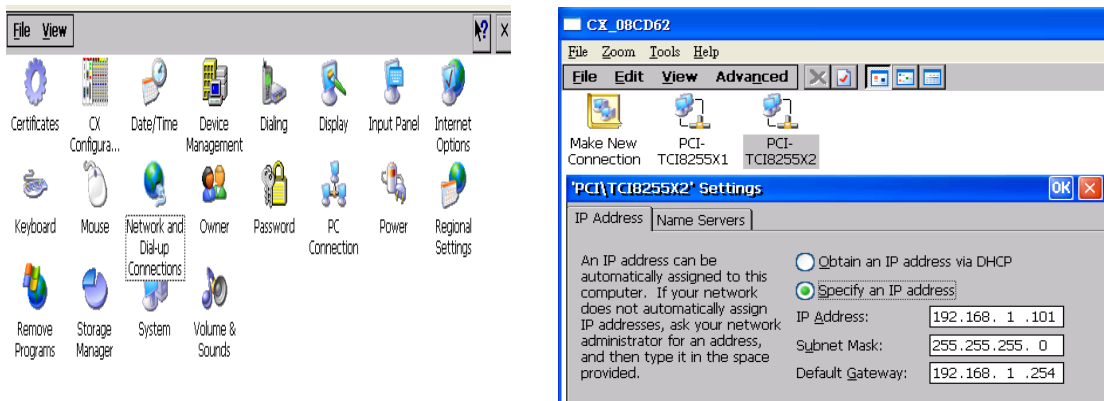 File View
Certificates
CX
Configura...
Date/Time
Device
Management
Dialing
Display
Input Panel
Internet
Options
Keyboard
Mouse
Network and
Dial-up
Connections
Owner
Password
PC
Connection
Power
Regional
Settings
Remove
Programs
Storage
Manager
System
Volume &
Sounds
CX_08CD62
File Zoom Tools Help
File Edit View Advanced
Make New
Connection
PCI-
TCI8255X1
PCI-
TCI8255X2
'PCI\TCI8255X2' Settings OK
IP Address Name Servers
An IP address can be
automatically assigned to this
computer. If your network
does not automatically assign
IP addresses, ask your network
administrator for an address,
and then type it in the space
provided.
Obtain an IP address via DHCP
Specify an IP address
IP Address: 192.168. 1 .101
Subnet Mask: 255.255.255. 0
Default Gateway: 192.168. 1 .254